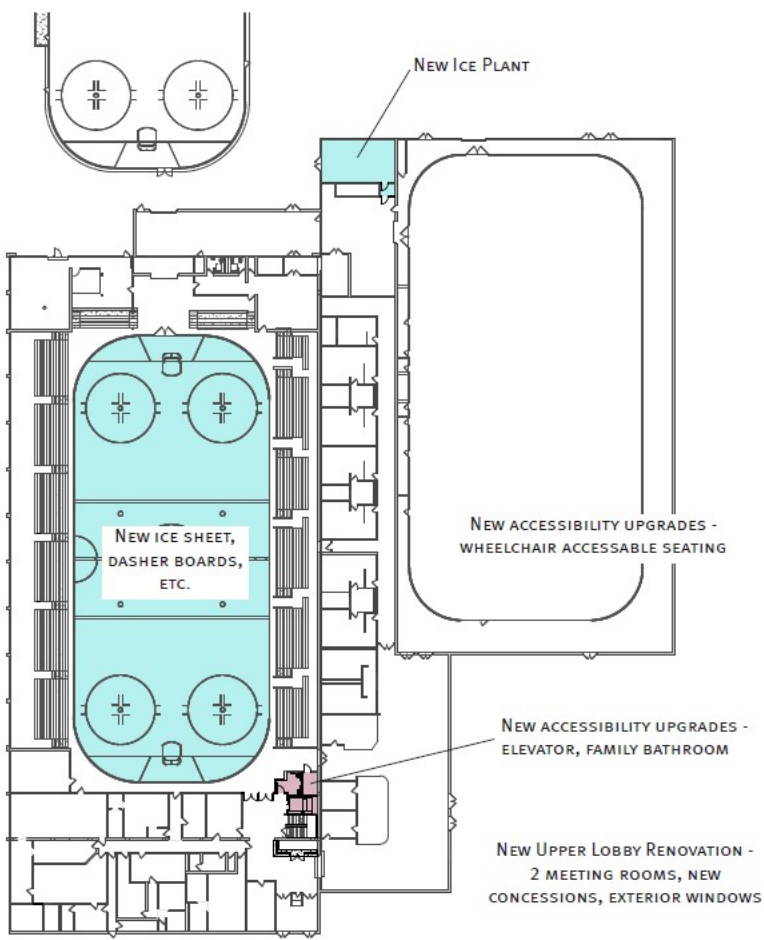 New Ice Plant
New ice sheet,
dasher boards,
etc.
New accessibility upgrades -
wheelchair accessable seating
New accessibility upgrades -
elevator, family bathroom
New Upper Lobby Renovation -
2 meeting rooms, new
concessions, exterior windows